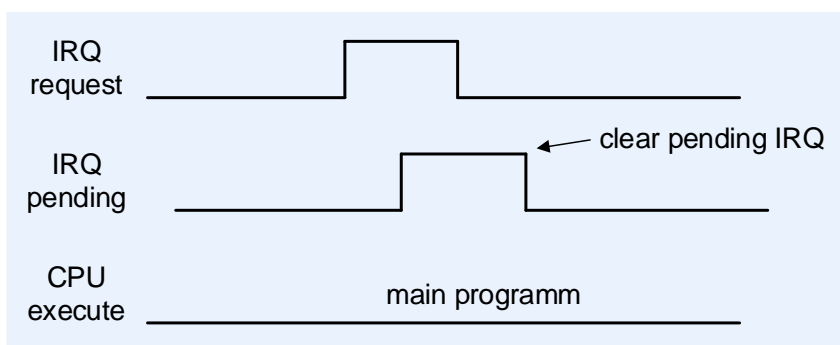 IRQ
request
clear pending IRQ
IRQ
pending
CPU
execute
main programm